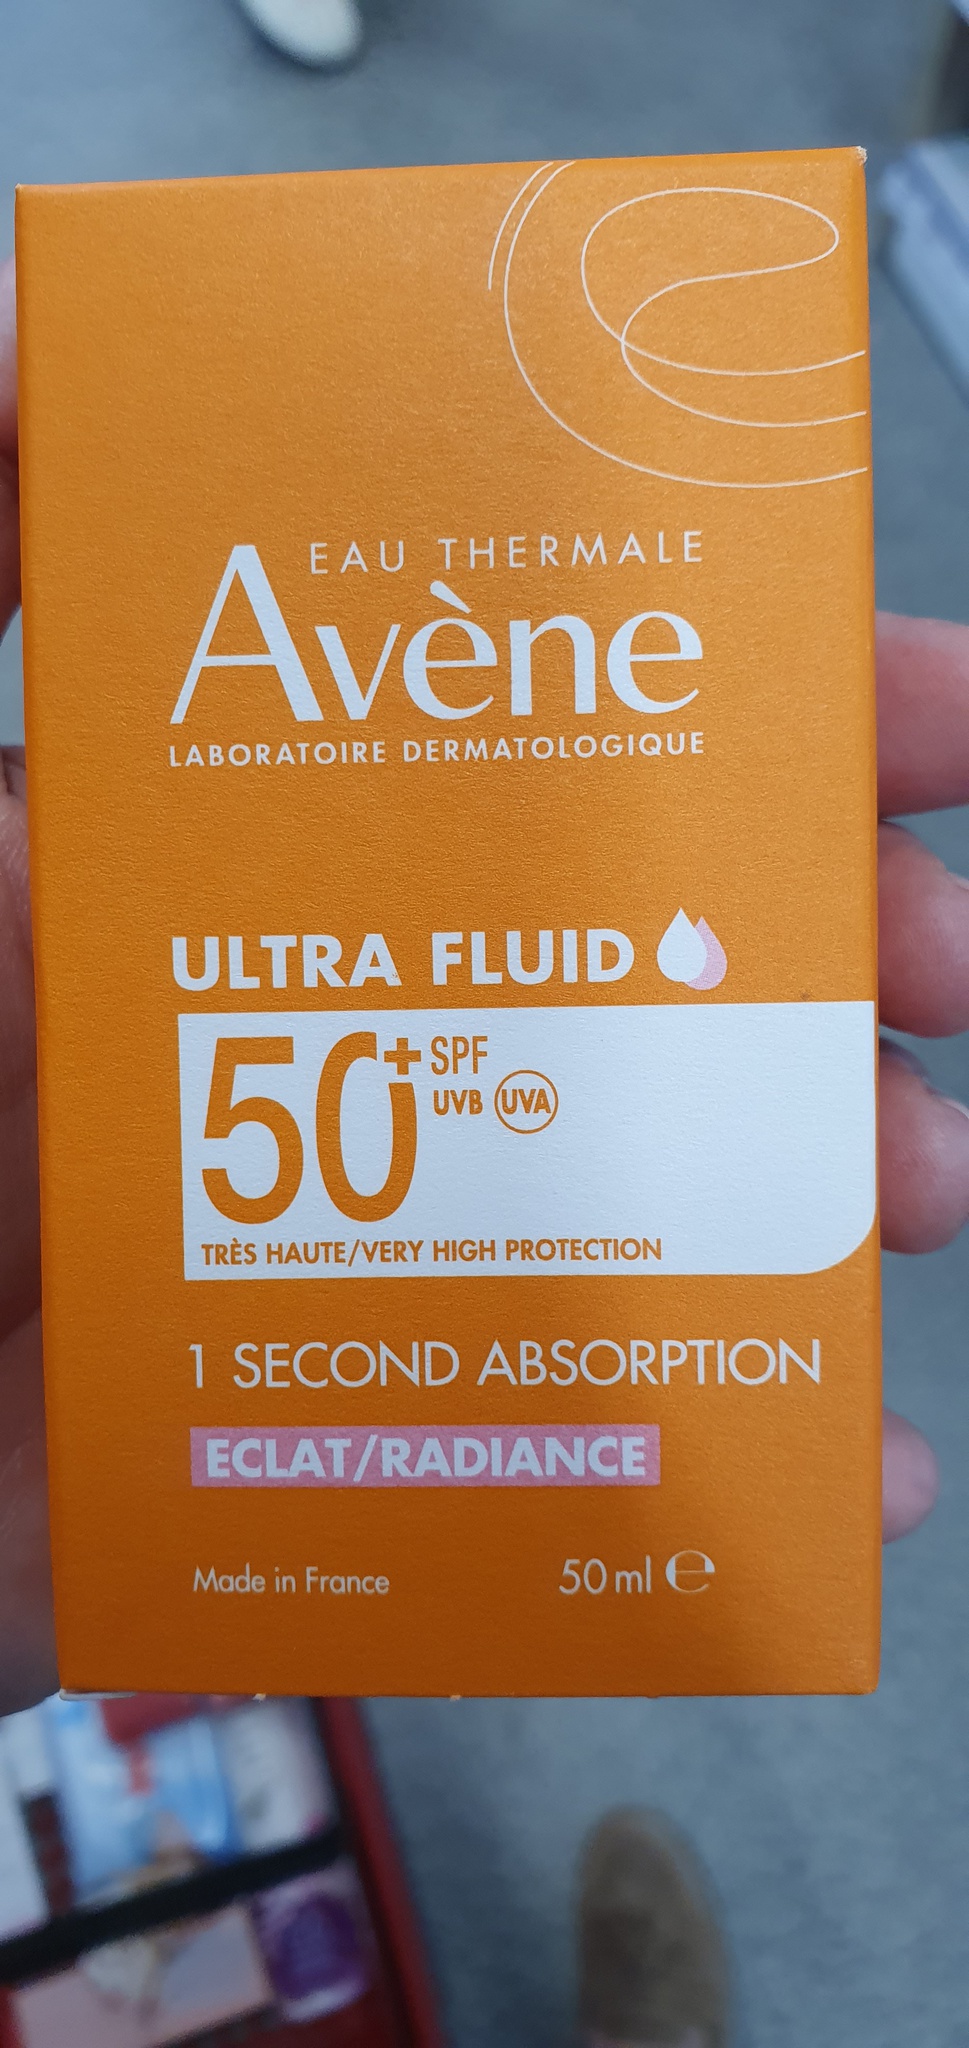 EAU THERMALE
Avène
LABORATOIRE DERMATOLOGIQUE
ULTRA FLUID
50+ SPF
UVB UVA
TRÈS HAUTE/VERY HIGH PROTECTION
1 SECOND ABSORPTION
ECLAT/RADIANCE
Made in France 50 ml ℮